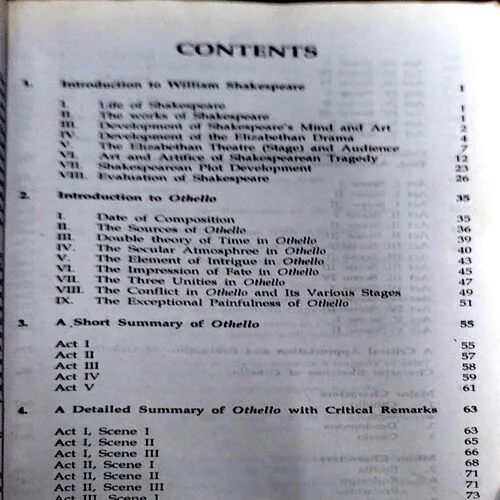 CONTENTS
1. Introduction to William Shakespeare 1
I. Life of Shakespeare 1
II. The works of Shakespeare 1
III. Development of Shakespeare's Mind and Art 2
IV. Development of the Elizabethan Drama 4
V. The Elizabethan Theatre (Stage) and Audience 7
VI. Art and Artifice of Shakespearean Tragedy 12
VII. Shakespearean Plot Development 23
VIII. Evaluation of Shakespeare 26
2. Introduction to Othello 35
I. Date of Composition 35
II. The Sources of Othello 36
III. Double theory of Time in Othello 39
IV. The Socular Atmosphree in Othello 40
V. The Element of Intrigue in Othello 43
VI. The Impression of Fate in Othello 45
VII. The Three Unities in Othello 47
VIII. The Conflict in Othello and Its Various Stages 49
IX. The Exceptional Painfulness of Othello 51
3. A Short Summary of Othello 55
Act I 55
Act II 57
Act III 58
Act IV 59
Act V 61
4. A Detailed Summary of Othello with Critical Remarks 63
Act I, Scene I 63
Act I, Scene II 65
Act I, Scene III 66
Act II, Scene I 68
Act II, Scene II 71
Act II, Scene III 71
Act III, Scene I 73